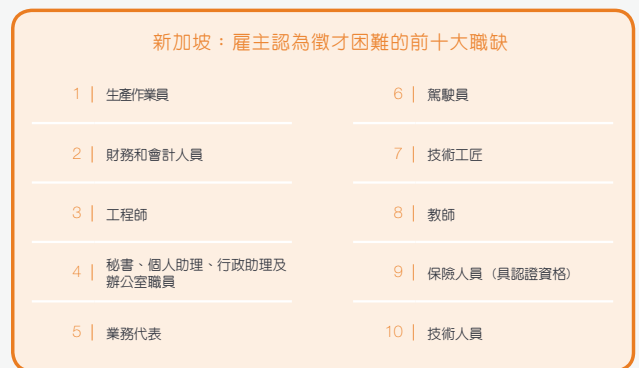 新加坡：雇主認為徵才困難的前十大職缺
1｜生產作業員
2｜財務和會計人員
3｜工程師
4｜秘書、個人助理、行政助理及
辦公室職員
5｜業務代表
6｜駕駛員
7｜技術工匠
8｜教師
9｜保險人員（具認證資格）
10｜技術人員